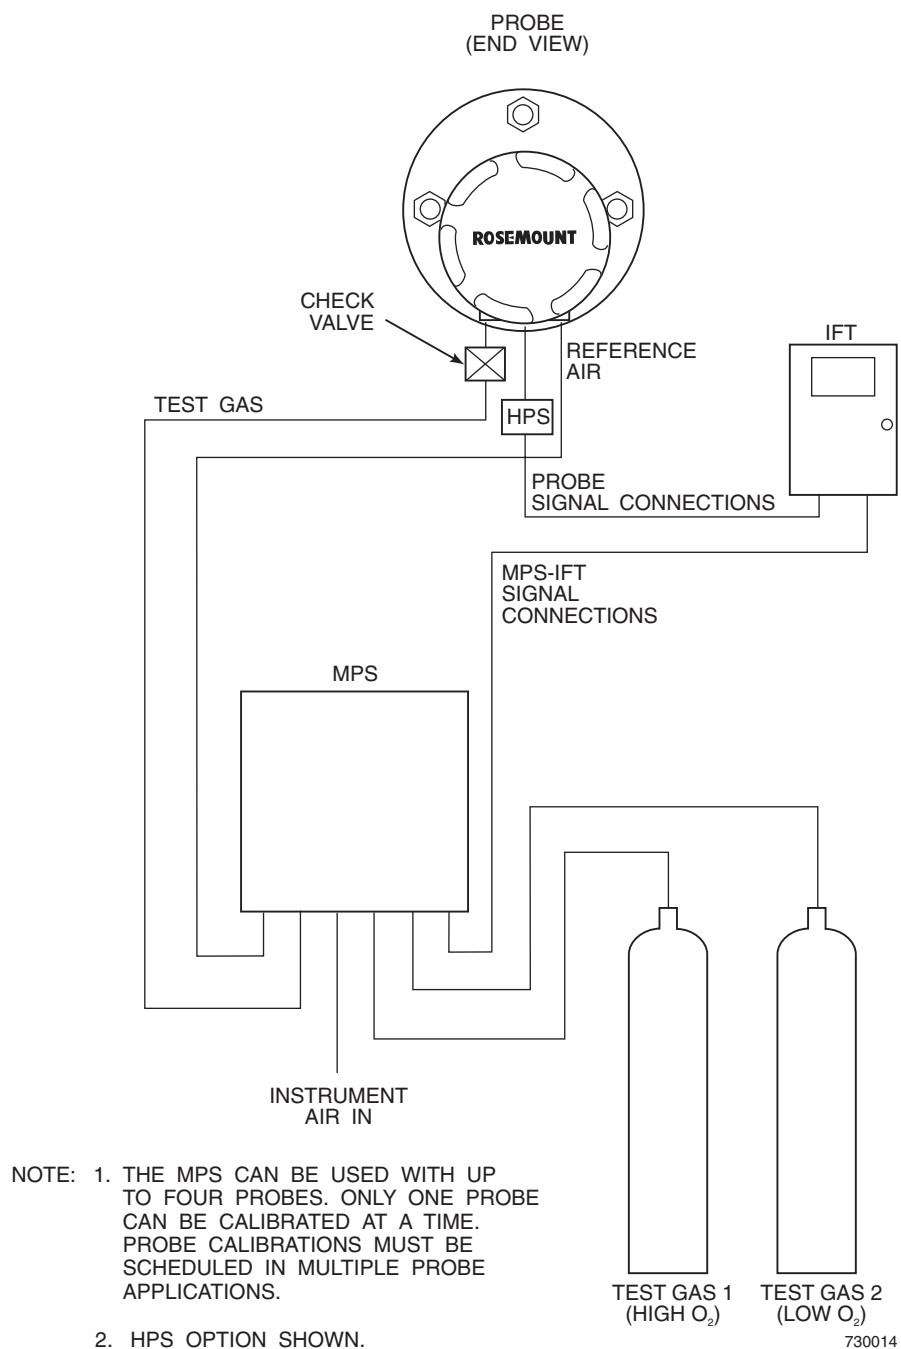 PROBE
(END VIEW)
ROSEMOUNT
CHECK
VALVE
REFERENCE
AIR
IFT
TEST GAS
HPS
PROBE
SIGNAL CONNECTIONS
MPS-IFT
SIGNAL
CONNECTIONS
MPS
INSTRUMENT
AIR IN
NOTE: 1. THE MPS CAN BE USED WITH UP
TO FOUR PROBES. ONLY ONE PROBE
CAN BE CALIBRATED AT A TIME.
PROBE CALIBRATIONS MUST BE
SCHEDULED IN MULTIPLE PROBE
APPLICATIONS.
2. HPS OPTION SHOWN.
TEST GAS 1
(HIGH O₂)
TEST GAS 2
(LOW O₂)
730014